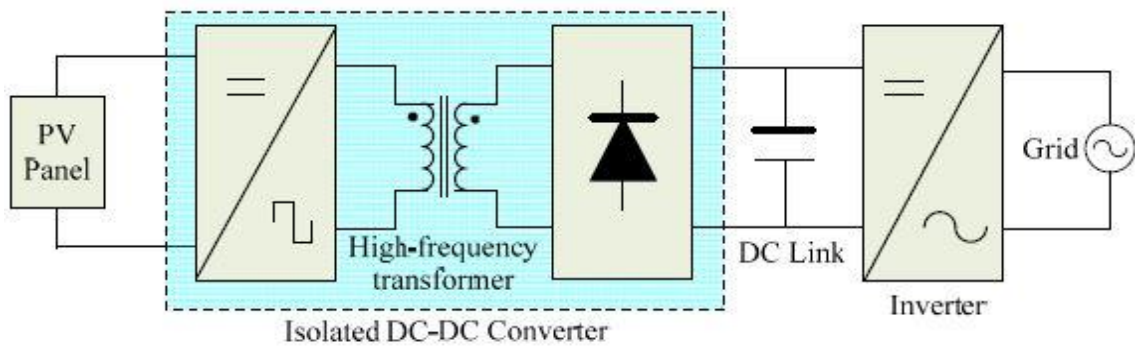 PV
Panel
High-frequency
transformer
Isolated DC-DC Converter
DC Link
Inverter
Grid